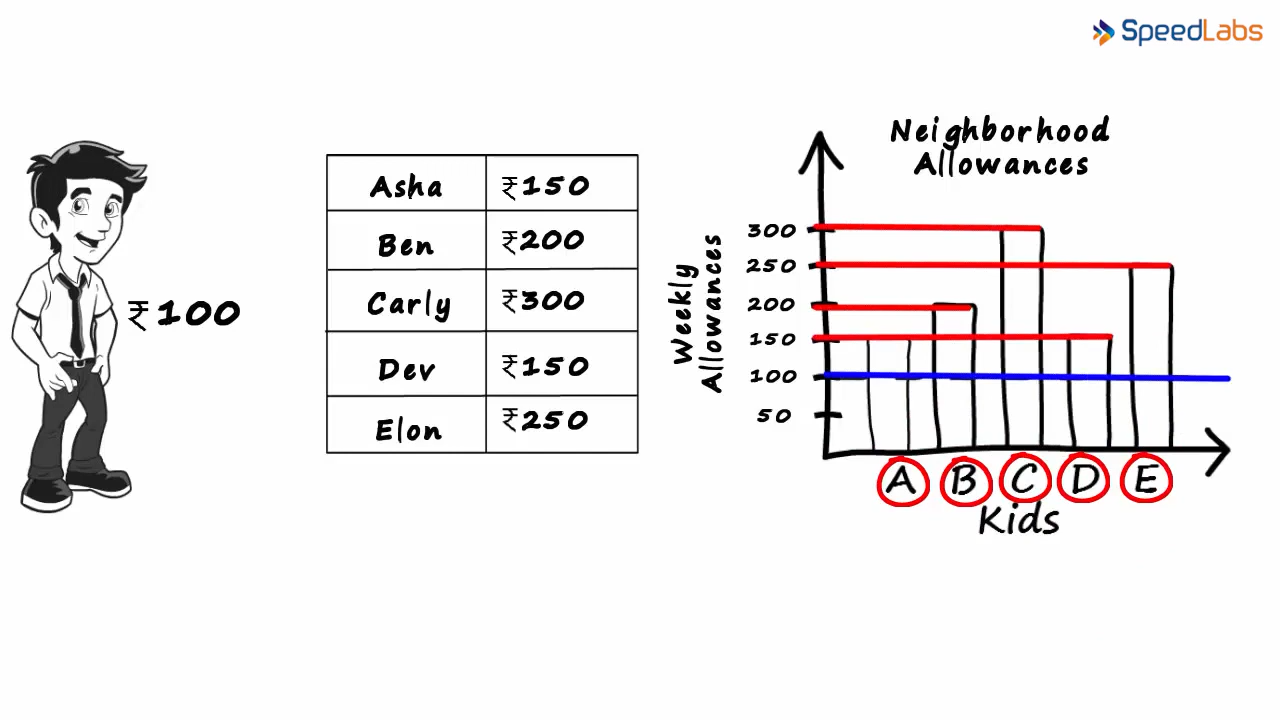 SpeedLabs
₹100
Asha ₹150
Ben ₹200
Carly ₹300
Dev ₹150
Elon ₹250
Neighborhood
Allowances
Weekly
Allowances
300
250
200
150
100
50
A B C D E
Kids